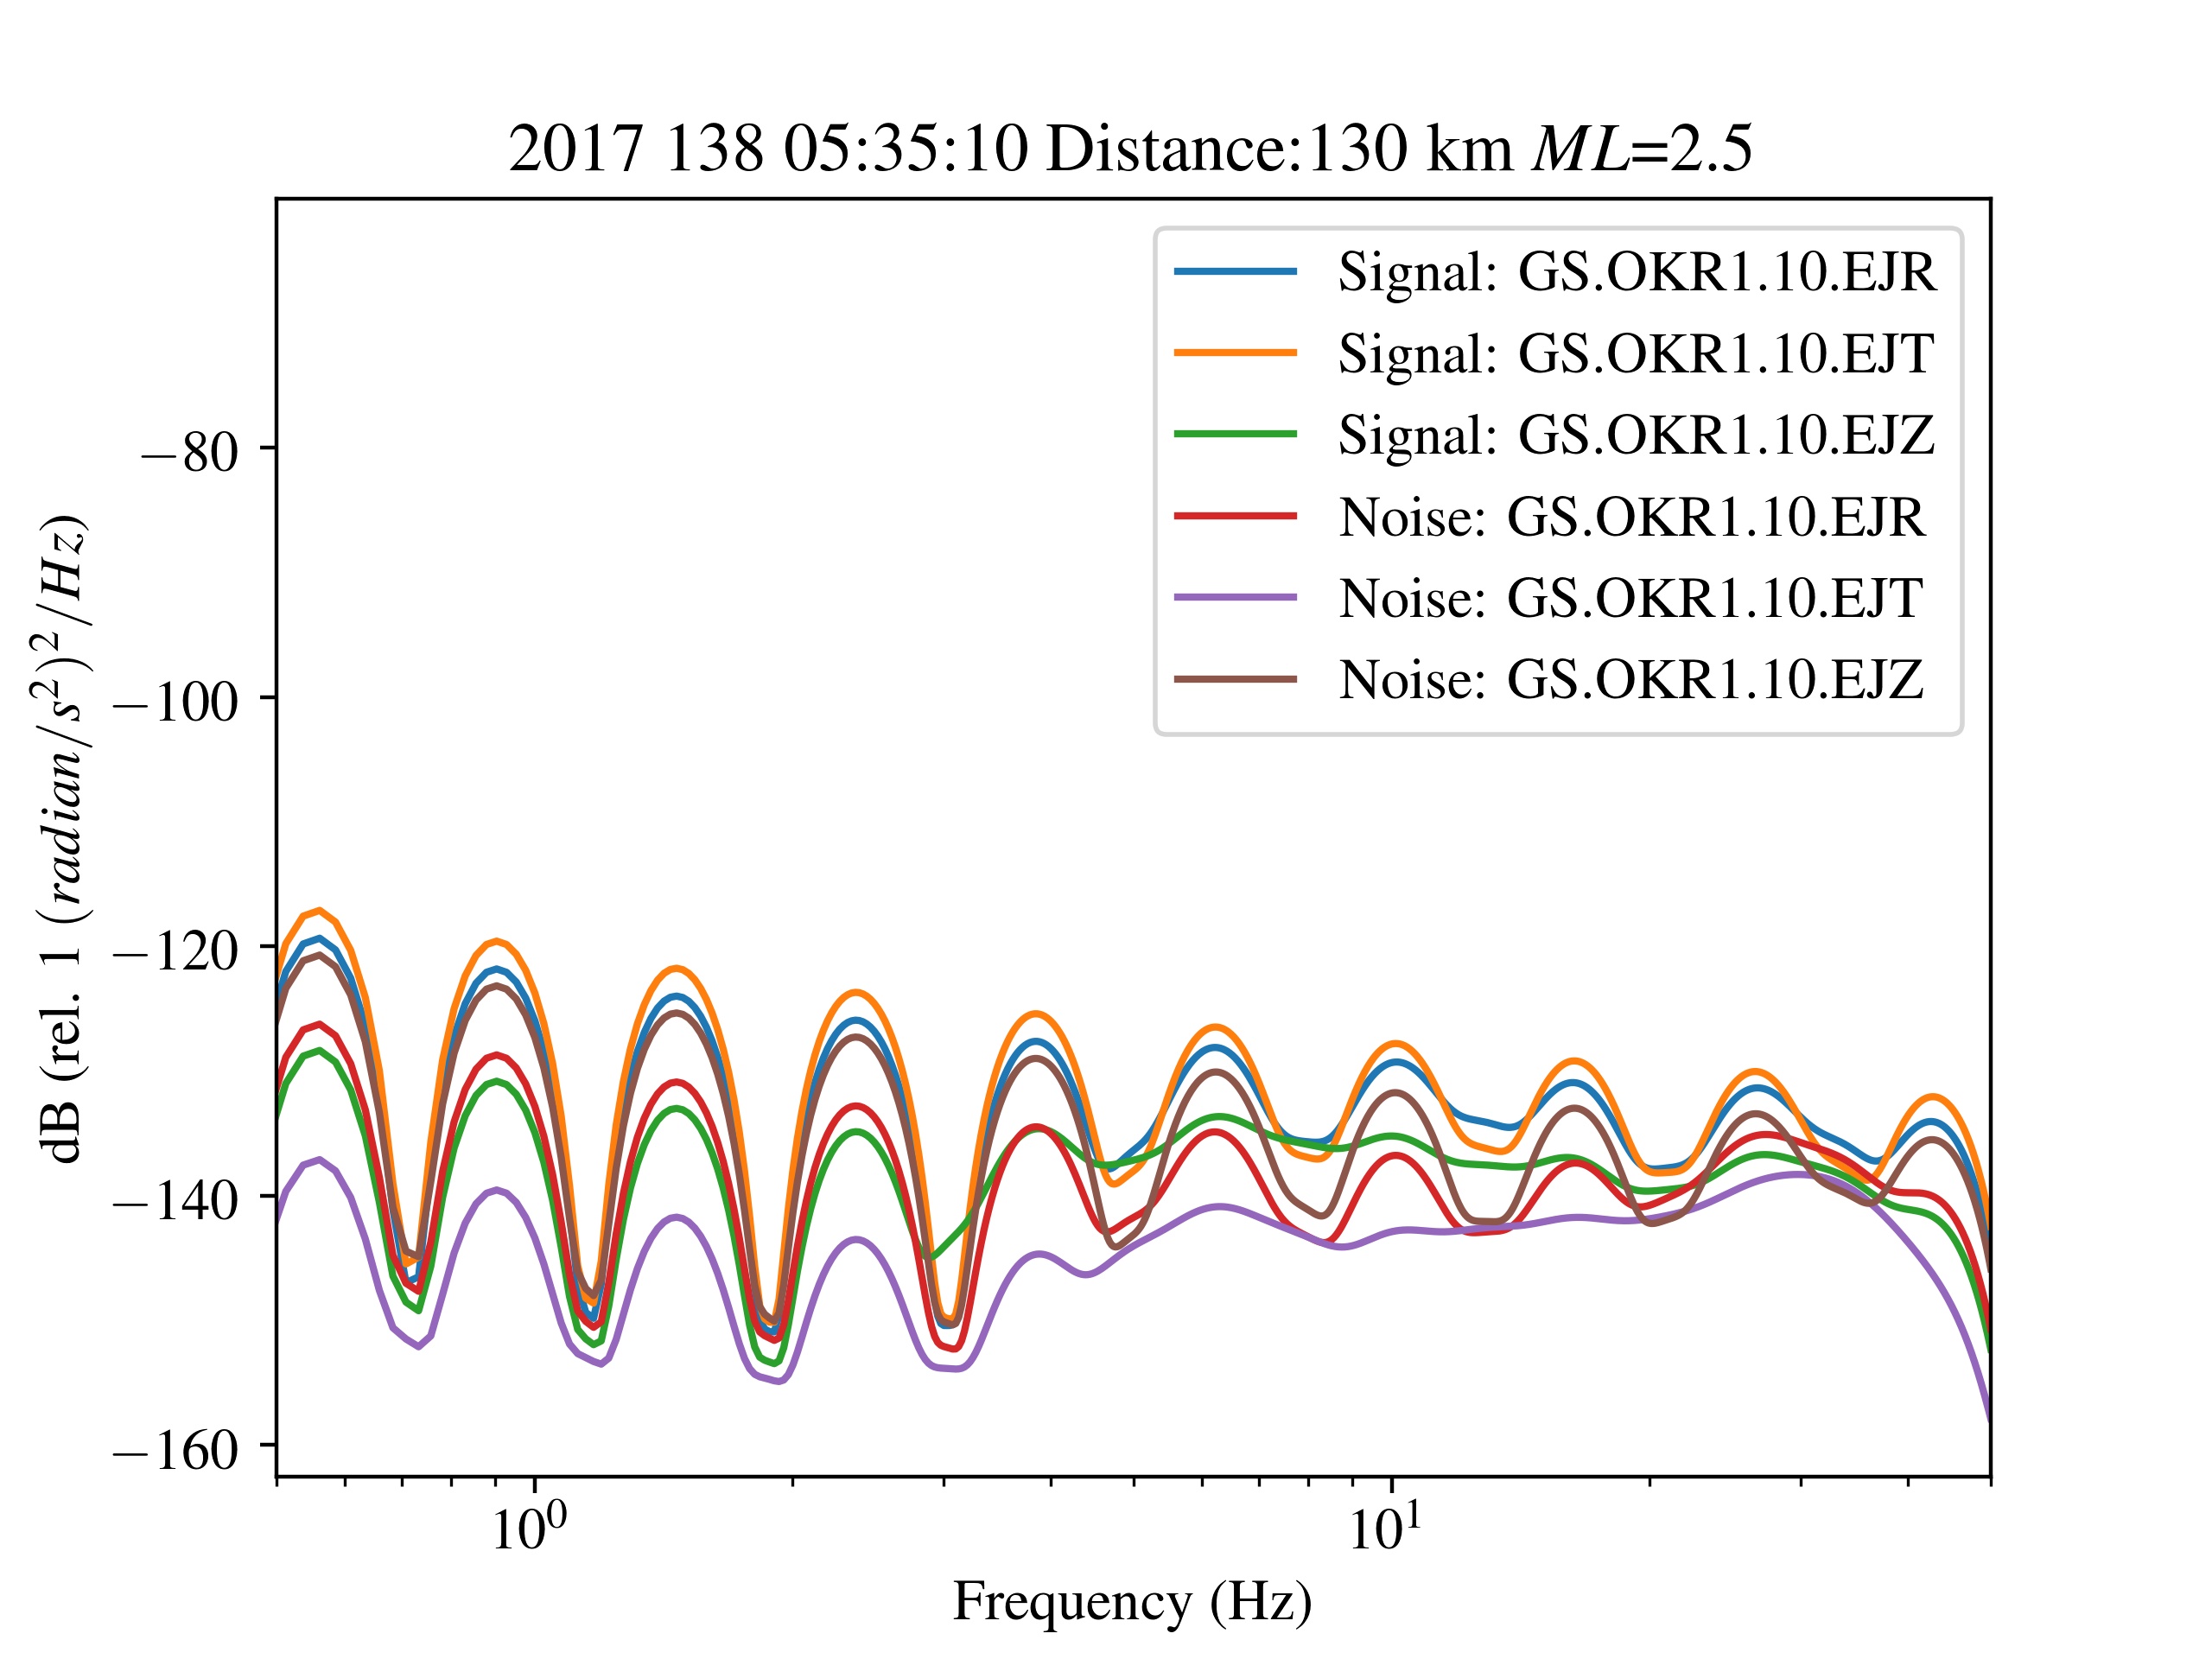 2017 138 05:35:10 Distance:130 km ML=2.5
Signal: GS.OKR1.10.EJR
Signal: GS.OKR1.10.EJT
Signal: GS.OKR1.10.EJZ
Noise: GS.OKR1.10.EJR
Noise: GS.OKR1.10.EJT
Noise: GS.OKR1.10.EJZ
dB (rel. 1 (radian/s²)²/Hz)
−80
−100
−120
−140
−160
10⁰ 10¹
Frequency (Hz)